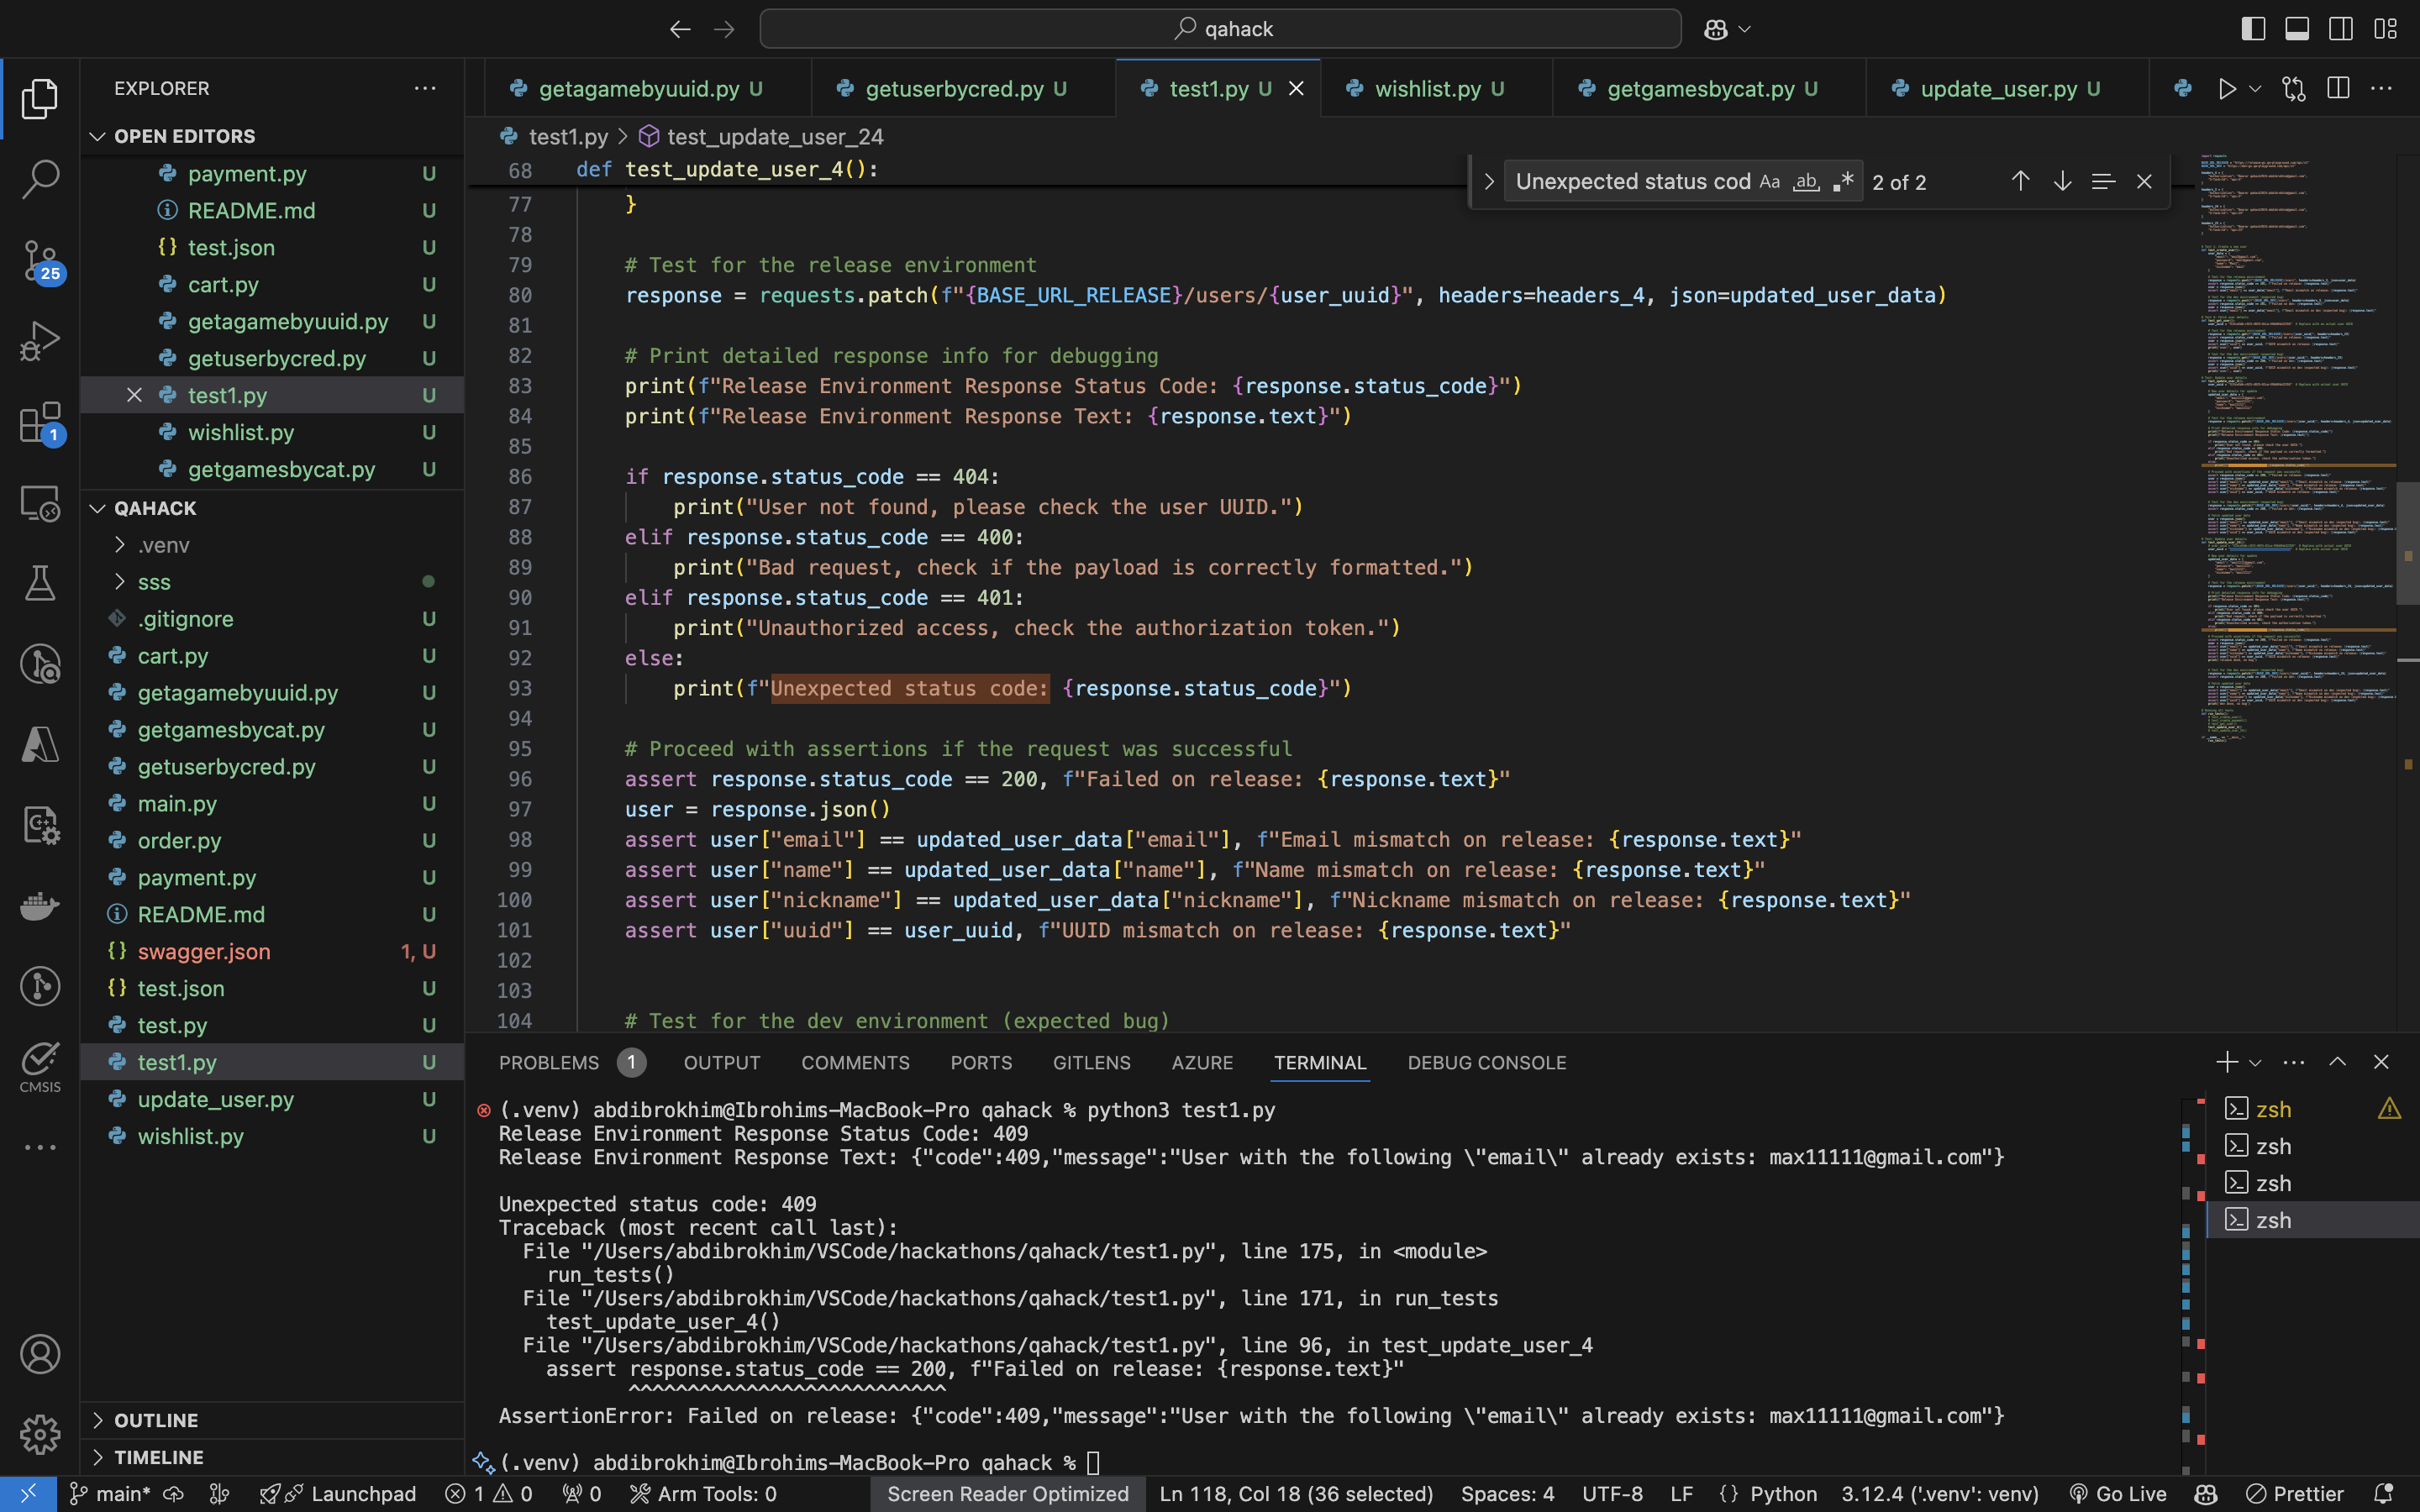 qahack
EXPLORER
OPEN EDITORS
payment.py U
README.md U
test.json U
cart.py U
getagamebyuuid.py U
getuserbycred.py U
test1.py U
wishlist.py U
getgamesbycat.py U
QAHACK
.venv
sss
.gitignore U
cart.py U
getagamebyuuid.py U
getgamesbycat.py U
getuserbycred.py U
main.py U
order.py U
payment.py U
README.md U
swagger.json 1, U
test.json U
test.py U
test1.py U
update_user.py U
wishlist.py U
OUTLINE
TIMELINE
25
1
CMSIS
getagamebyuuid.py U getuserbycred.py U test1.py U wishlist.py U getgamesbycat.py U update_user.py U
test1.py > test_update_user_24
Unexpected status cod Aa ab .* 2 of 2
68 def test_update_user_4():
77 }
78
79 # Test for the release environment
80 response = requests.patch(f"{BASE_URL_RELEASE}/users/{user_uuid}", headers=headers_4, json=updated_user_data)
81
82 # Print detailed response info for debugging
83 print(f"Release Environment Response Status Code: {response.status_code}")
84 print(f"Release Environment Response Text: {response.text}")
85
86 if response.status_code == 404:
87 print("User not found, please check the user UUID.")
88 elif response.status_code == 400:
89 print("Bad request, check if the payload is correctly formatted.")
90 elif response.status_code == 401:
91 print("Unauthorized access, check the authorization token.")
92 else:
93 print(f"Unexpected status code: {response.status_code}")
94
95 # Proceed with assertions if the request was successful
96 assert response.status_code == 200, f"Failed on release: {response.text}"
97 user = response.json()
98 assert user["email"] == updated_user_data["email"], f"Email mismatch on release: {response.text}"
99 assert user["name"] == updated_user_data["name"], f"Name mismatch on release: {response.text}"
100 assert user["nickname"] == updated_user_data["nickname"], f"Nickname mismatch on release: {response.text}"
101 assert user["uuid"] == user_uuid, f"UUID mismatch on release: {response.text}"
102
103
104 # Test for the dev environment (expected bug)
PROBLEMS 1 OUTPUT COMMENTS PORTS GITLENS AZURE TERMINAL DEBUG CONSOLE
(.venv) abdibrokhim@Ibrohims-MacBook-Pro qahack % python3 test1.py
Release Environment Response Status Code: 409
Release Environment Response Text: {"code":409,"message":"User with the following \"email\" already exists: max11111@gmail.com"}
Unexpected status code: 409
Traceback (most recent call last):
File "/Users/abdibrokhim/VSCode/hackathons/qahack/test1.py", line 175, in <module>
run_tests()
File "/Users/abdibrokhim/VSCode/hackathons/qahack/test1.py", line 171, in run_tests
test_update_user_4()
File "/Users/abdibrokhim/VSCode/hackathons/qahack/test1.py", line 96, in test_update_user_4
assert response.status_code == 200, f"Failed on release: {response.text}"
^^^^^^^^^^^^^^^^^^^^^^^^^^
AssertionError: Failed on release: {"code":409,"message":"User with the following \"email\" already exists: max11111@gmail.com"}
(.venv) abdibrokhim@Ibrohims-MacBook-Pro qahack %
zsh
zsh
zsh
zsh
main* Launchpad 1 0 0 Arm Tools: 0 Screen Reader Optimized Ln 118, Col 18 (36 selected) Spaces: 4 UTF-8 LF {} Python 3.12.4 ('.venv': venv) Go Live Prettier